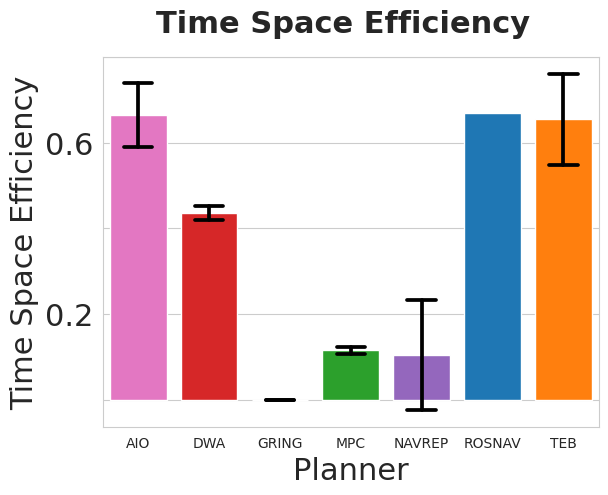 Time Space Efficiency
Time Space Efficiency
0.6
0.2
AIO DWA GRING MPC NAVREP ROSNAV TEB
Planner